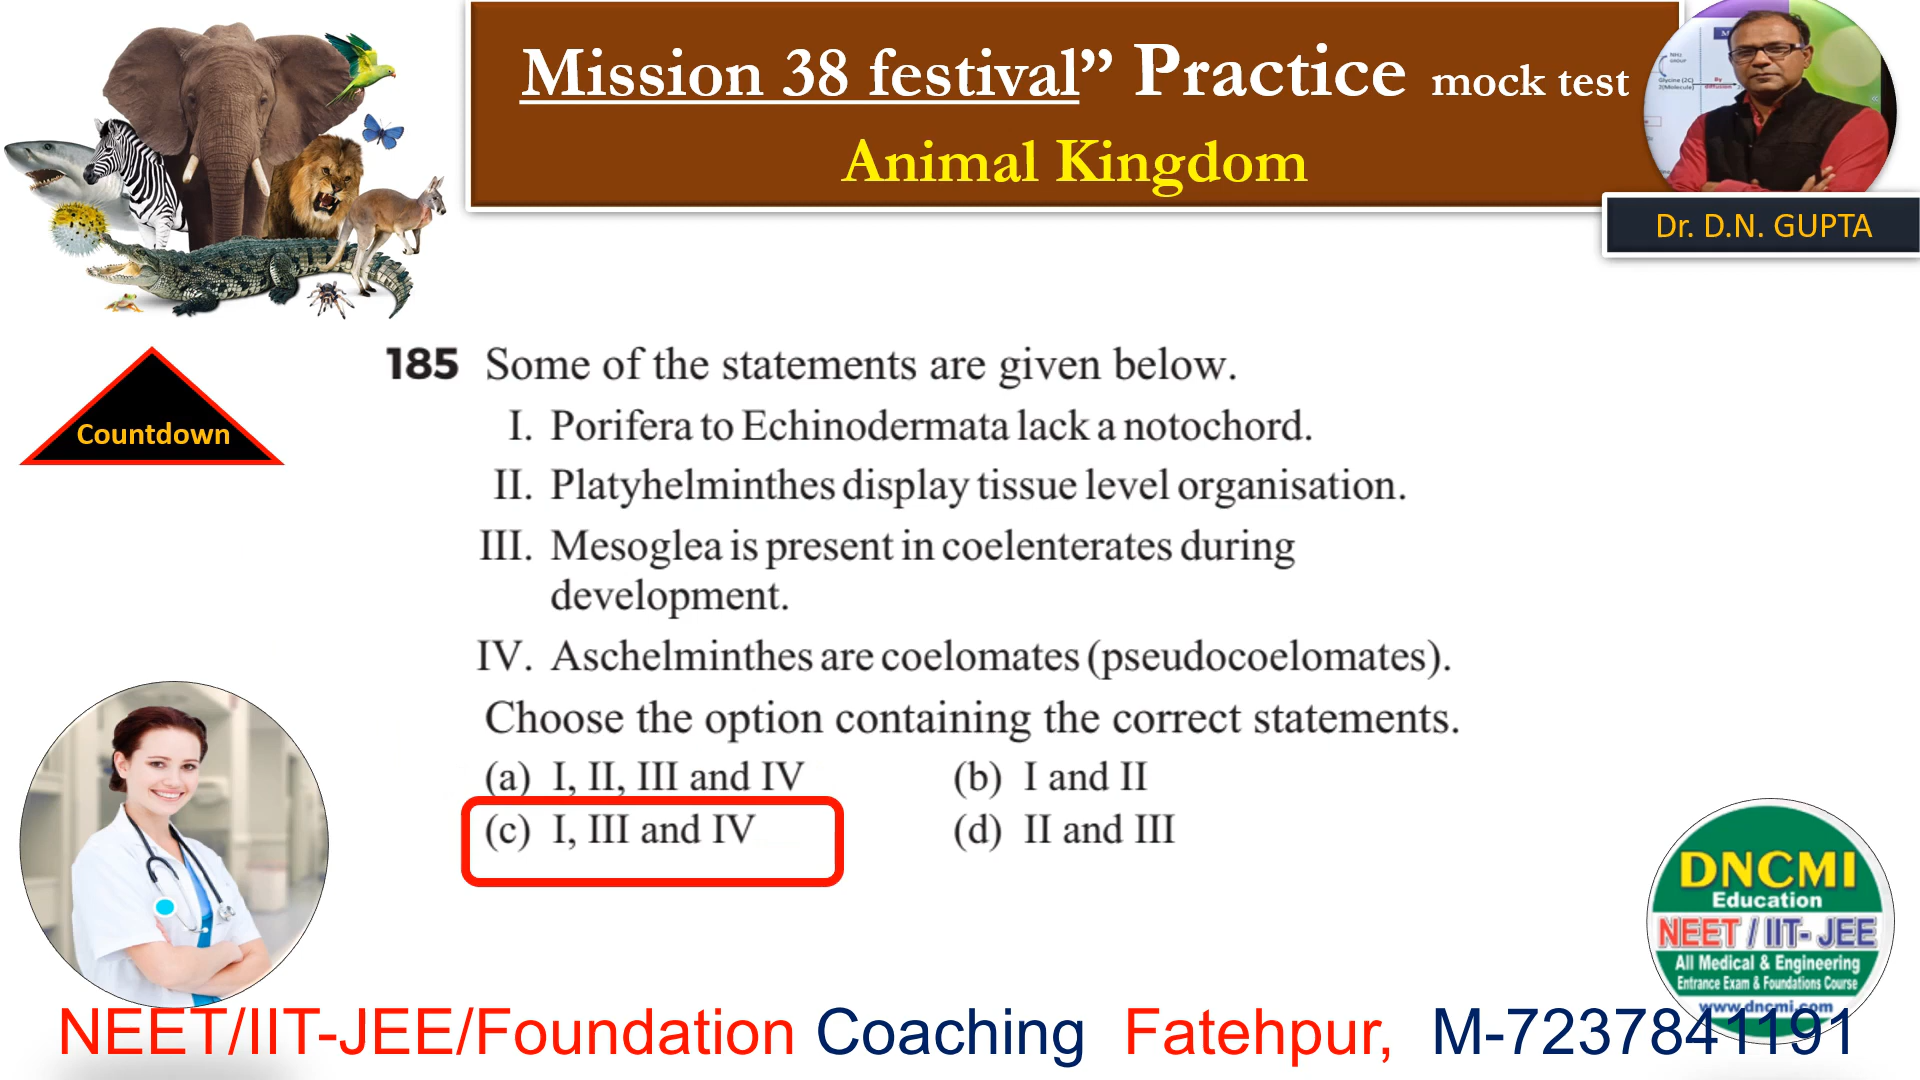 Mission 38 festival” Practice mock test
Animal Kingdom
Dr. D.N. GUPTA
Countdown
185 Some of the statements are given below.
I. Porifera to Echinodermata lack a notochord.
II. Platyhelminthes display tissue level organisation.
III. Mesoglea is present in coelenterates during
development.
IV. Aschelminthes are coelomates (pseudocoelomates).
Choose the option containing the correct statements.
(a) I, II, III and IV (b) I and II
(c) I, III and IV (d) II and III
DNCMI
Education
NEET / IIT- JEE
All Medical & Engineering
Entrance Exam & Foundations Course
www.dncmi.com
NEET/IIT-JEE/Foundation Coaching Fatehpur, M-7237841191